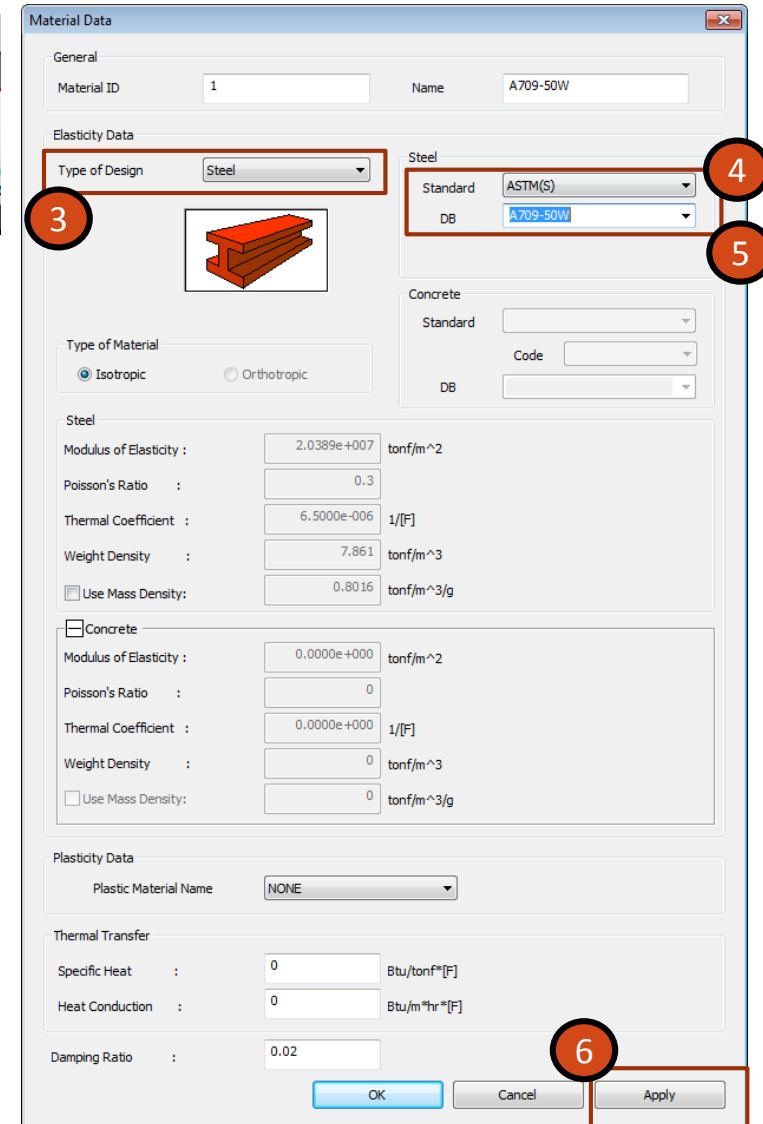 Material Data
General
Material ID 1 Name A709-50W
Elasticity Data
Type of Design Steel
3
Steel
Standard ASTM(S)
DB A709-50W
4
5
Concrete
Standard
Code
DB
Type of Material
Isotropic Orthotropic
Steel
Modulus of Elasticity : 2.0389e+007 tonf/m^2
Poisson's Ratio : 0.3
Thermal Coefficient : 6.5000e-006 1/[F]
Weight Density : 7.861 tonf/m^3
Use Mass Density: 0.8016 tonf/m^3/g
Concrete
Modulus of Elasticity : 0.0000e+000 tonf/m^2
Poisson's Ratio : 0
Thermal Coefficient : 0.0000e+000 1/[F]
Weight Density : 0 tonf/m^3
Use Mass Density: 0 tonf/m^3/g
Plasticity Data
Plastic Material Name NONE
Thermal Transfer
Specific Heat : 0 Btu/tonf*[F]
Heat Conduction : 0 Btu/m*hr*[F]
Damping Ratio : 0.02
6
OK Cancel Apply